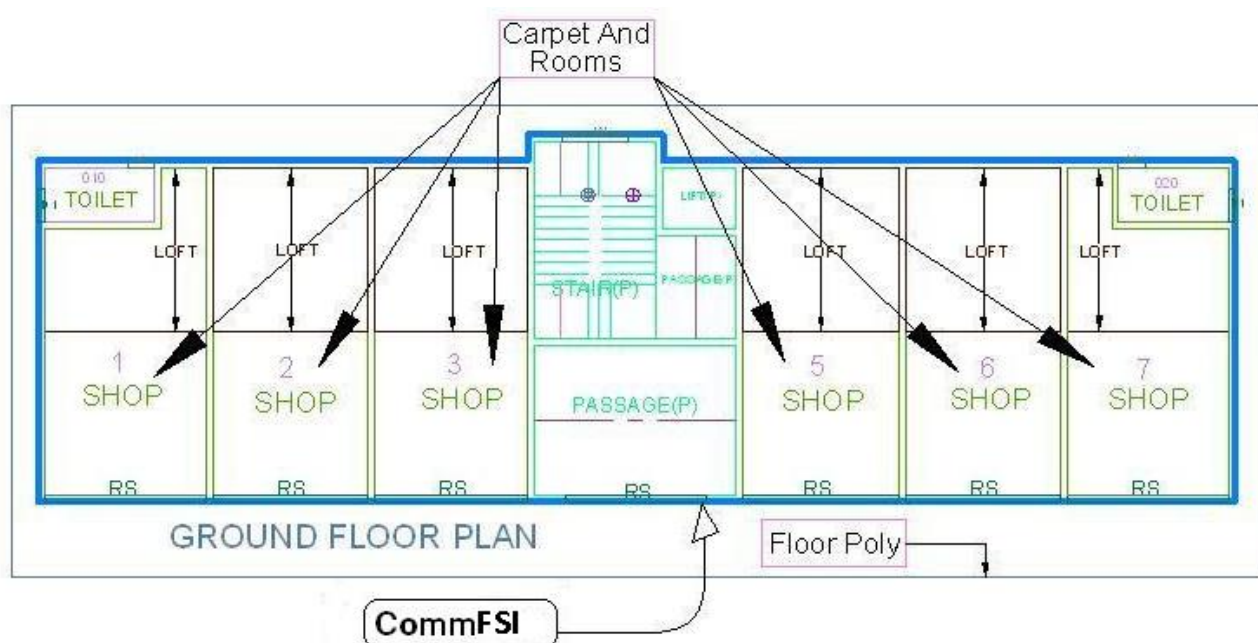 Carpet And
Rooms
010
TOILET
020
TOILET
LIFT(P)
LOFT
LOFT
LOFT
LOFT
LOFT
LOFT
STAIR(P)
PASSAGE(P)
1
SHOP
2
SHOP
3
SHOP
PASSAGE(P)
5
SHOP
6
SHOP
7
SHOP
RS
RS
RS
RS
RS
RS
RS
GROUND FLOOR PLAN
Floor Poly
CommFSI